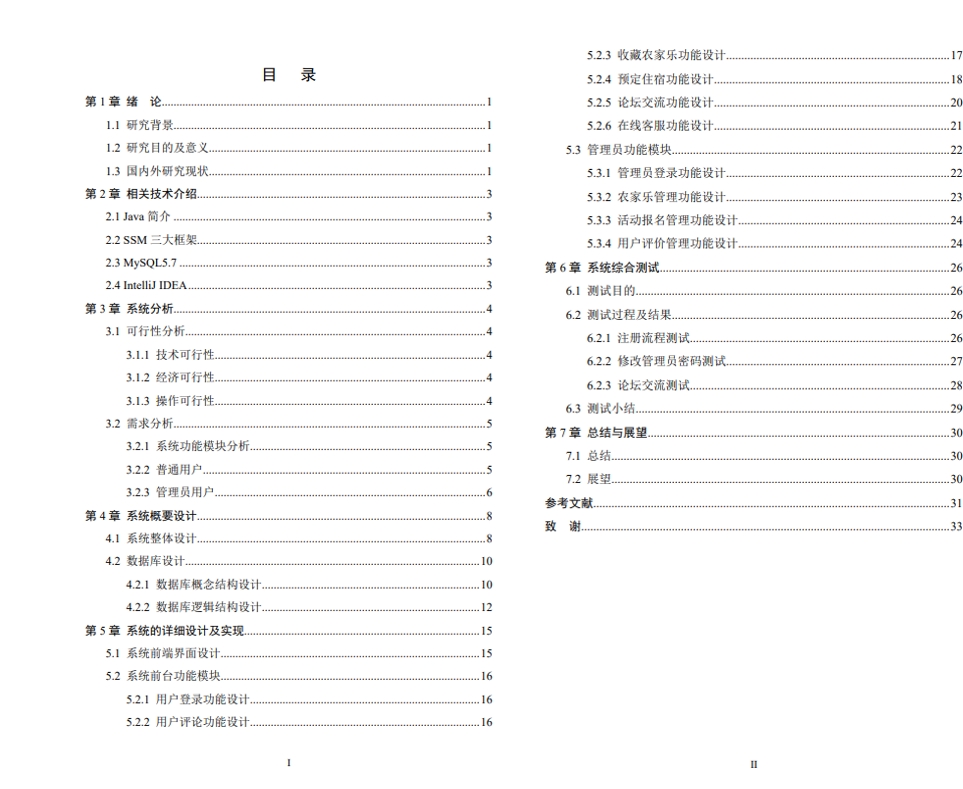 目 录
第 1 章 绪 论 1
1.1 研究背景 1
1.2 研究目的及意义 1
1.3 国内外研究现状 1
第 2 章 相关技术介绍 3
2.1 Java 简介 3
2.2 SSM 三大框架 3
2.3 MySQL5.7 3
2.4 IntelliJ IDEA 3
第 3 章 系统分析 4
3.1 可行性分析 4
3.1.1 技术可行性 4
3.1.2 经济可行性 4
3.1.3 操作可行性 4
3.2 需求分析 5
3.2.1 系统功能模块分析 5
3.2.2 普通用户 5
3.2.3 管理员用户 6
第 4 章 系统概要设计 8
4.1 系统整体设计 8
4.2 数据库设计 10
4.2.1 数据库概念结构设计 10
4.2.2 数据库逻辑结构设计 12
第 5 章 系统的详细设计及实现 15
5.1 系统前端界面设计 15
5.2 系统前台功能模块 16
5.2.1 用户登录功能设计 16
5.2.2 用户评论功能设计 16
I
5.2.3 收藏农家乐功能设计 17
5.2.4 预定住宿功能设计 18
5.2.5 论坛交流功能设计 20
5.2.6 在线客服功能设计 21
5.3 管理员功能模块 22
5.3.1 管理员登录功能设计 22
5.3.2 农家乐管理功能设计 23
5.3.3 活动报名管理功能设计 24
5.3.4 用户评价管理功能设计 24
第 6 章 系统综合测试 26
6.1 测试目的 26
6.2 测试过程及结果 26
6.2.1 注册流程测试 26
6.2.2 修改管理员密码测试 27
6.2.3 论坛交流测试 28
6.3 测试小结 29
第 7 章 总结与展望 30
7.1 总结 30
7.2 展望 30
参考文献 31
致 谢 33
II